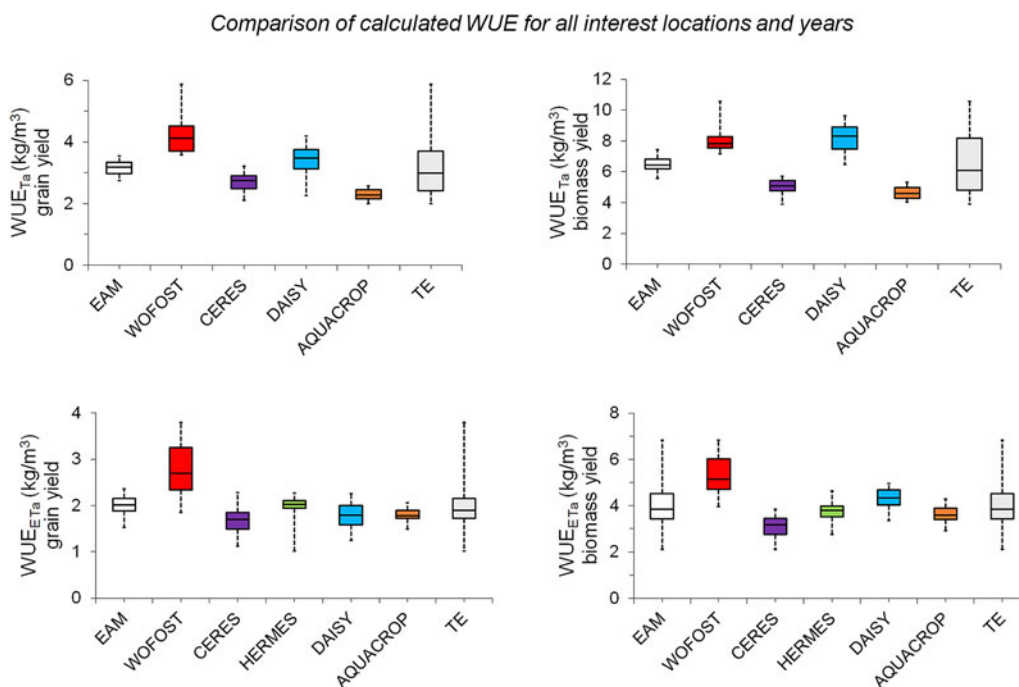 Comparison of calculated WUE for all interest locations and years
WUETa (kg/m3)
grain yield
6
4
2
0
EAM
WOFOST
CERES
DAISY
AQUACROP
TE
WUETa (kg/m3)
biomass yield
12
10
8
6
4
2
0
EAM
WOFOST
CERES
DAISY
AQUACROP
TE
WUEETa (kg/m3)
grain yield
4
3
2
1
0
EAM
WOFOST
CERES
HERMES
DAISY
AQUACROP
TE
WUEETa (kg/m3)
biomass yield
8
6
4
2
0
EAM
WOFOST
CERES
HERMES
DAISY
AQUACROP
TE